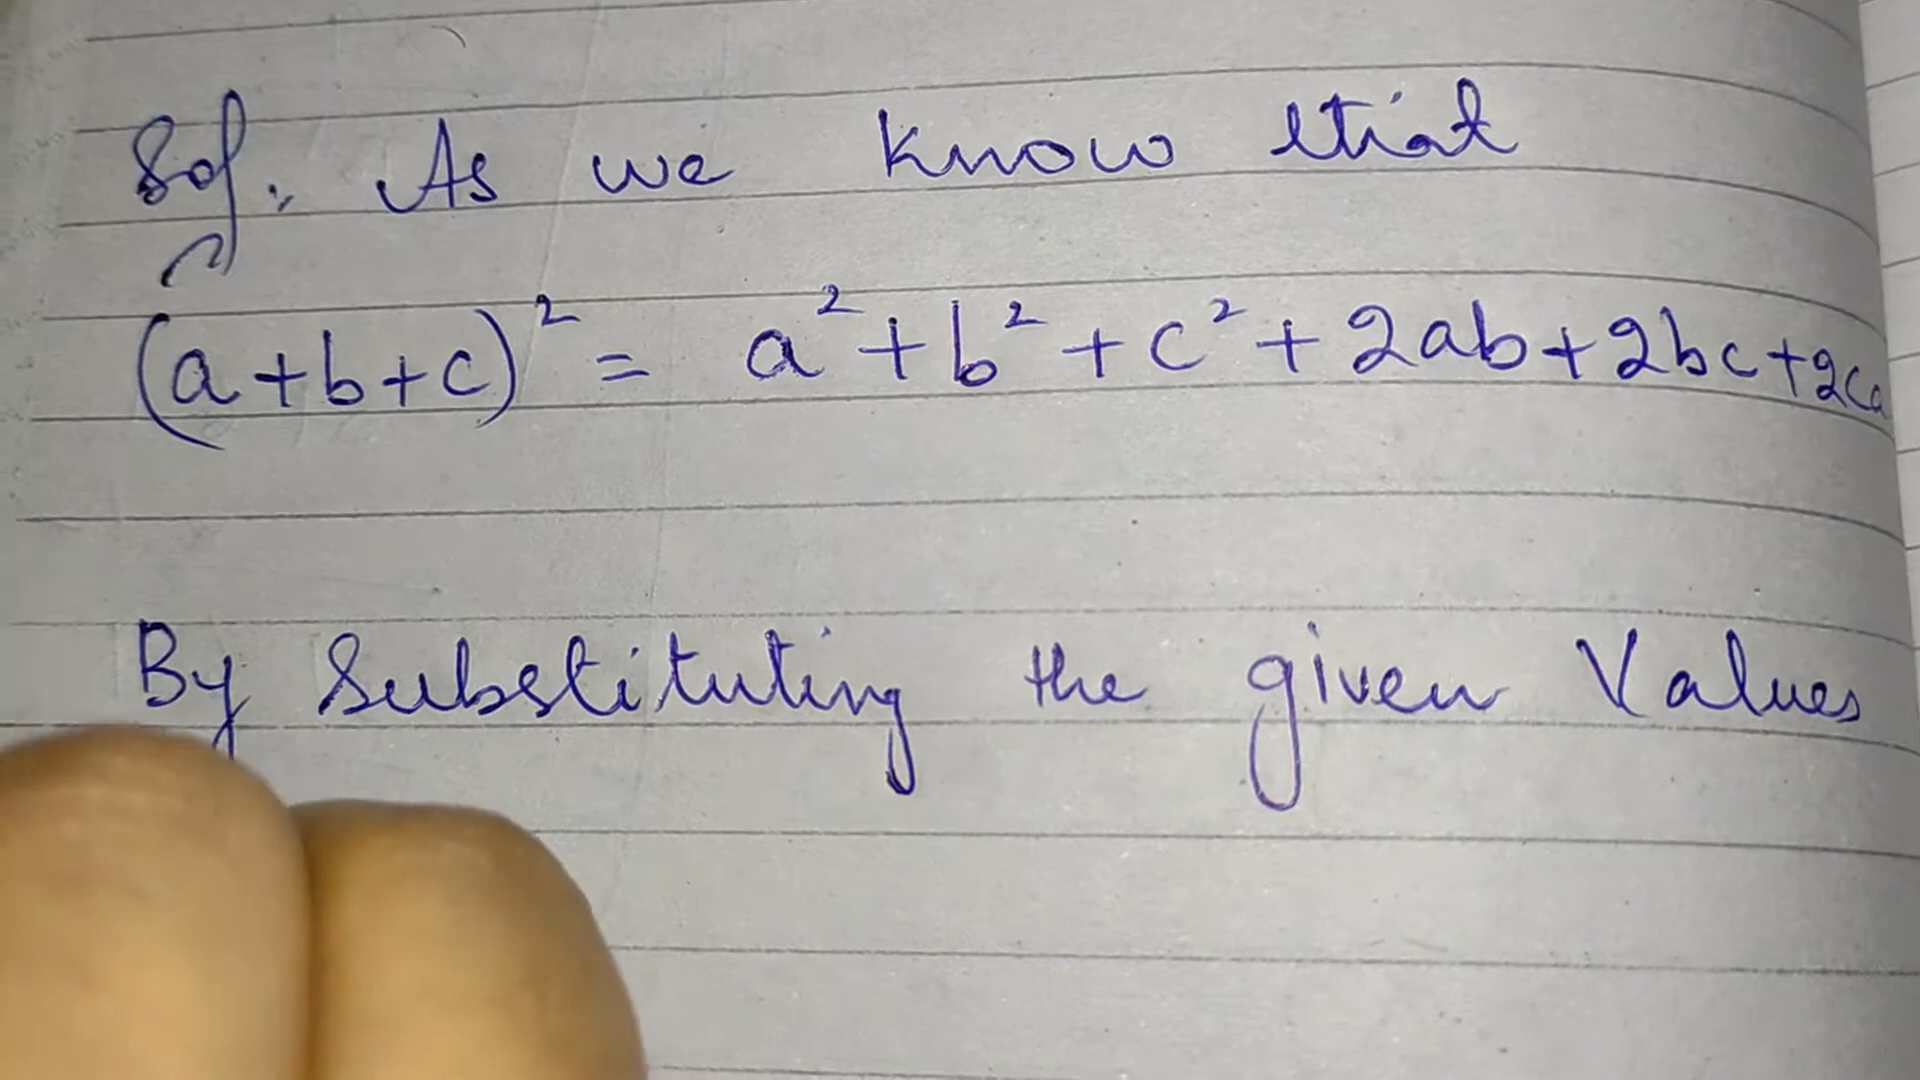 Sol: As we know that
(a+b+c)² = a²+b²+c²+2ab+2bc+2ca
By Substituting the given Values